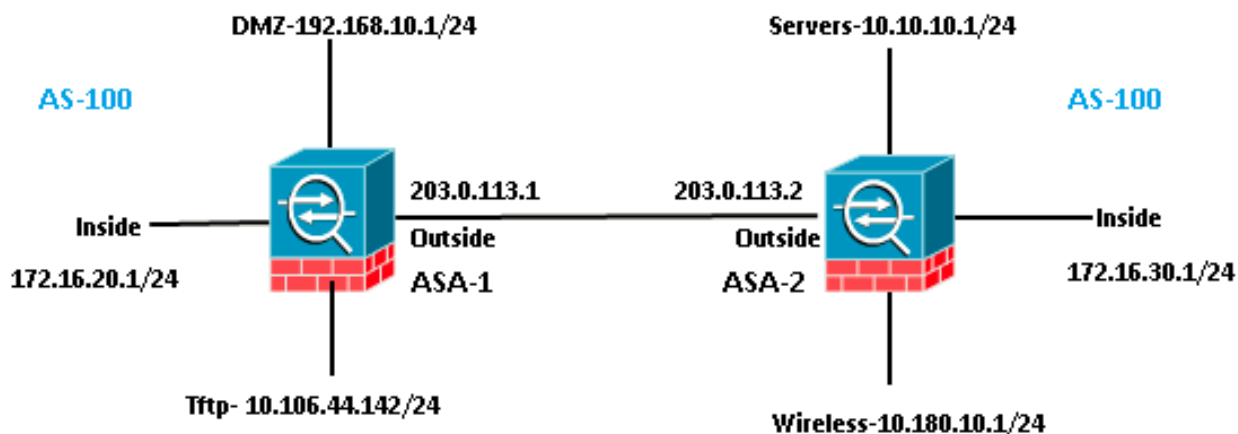 DMZ-192.168.10.1/24
Servers-10.10.10.1/24
AS-100
AS-100
203.0.113.1
203.0.113.2
Inside
Outside
Outside
Inside
172.16.20.1/24
ASA-1
ASA-2
172.16.30.1/24
Tftp- 10.106.44.142/24
Wireless-10.180.10.1/24